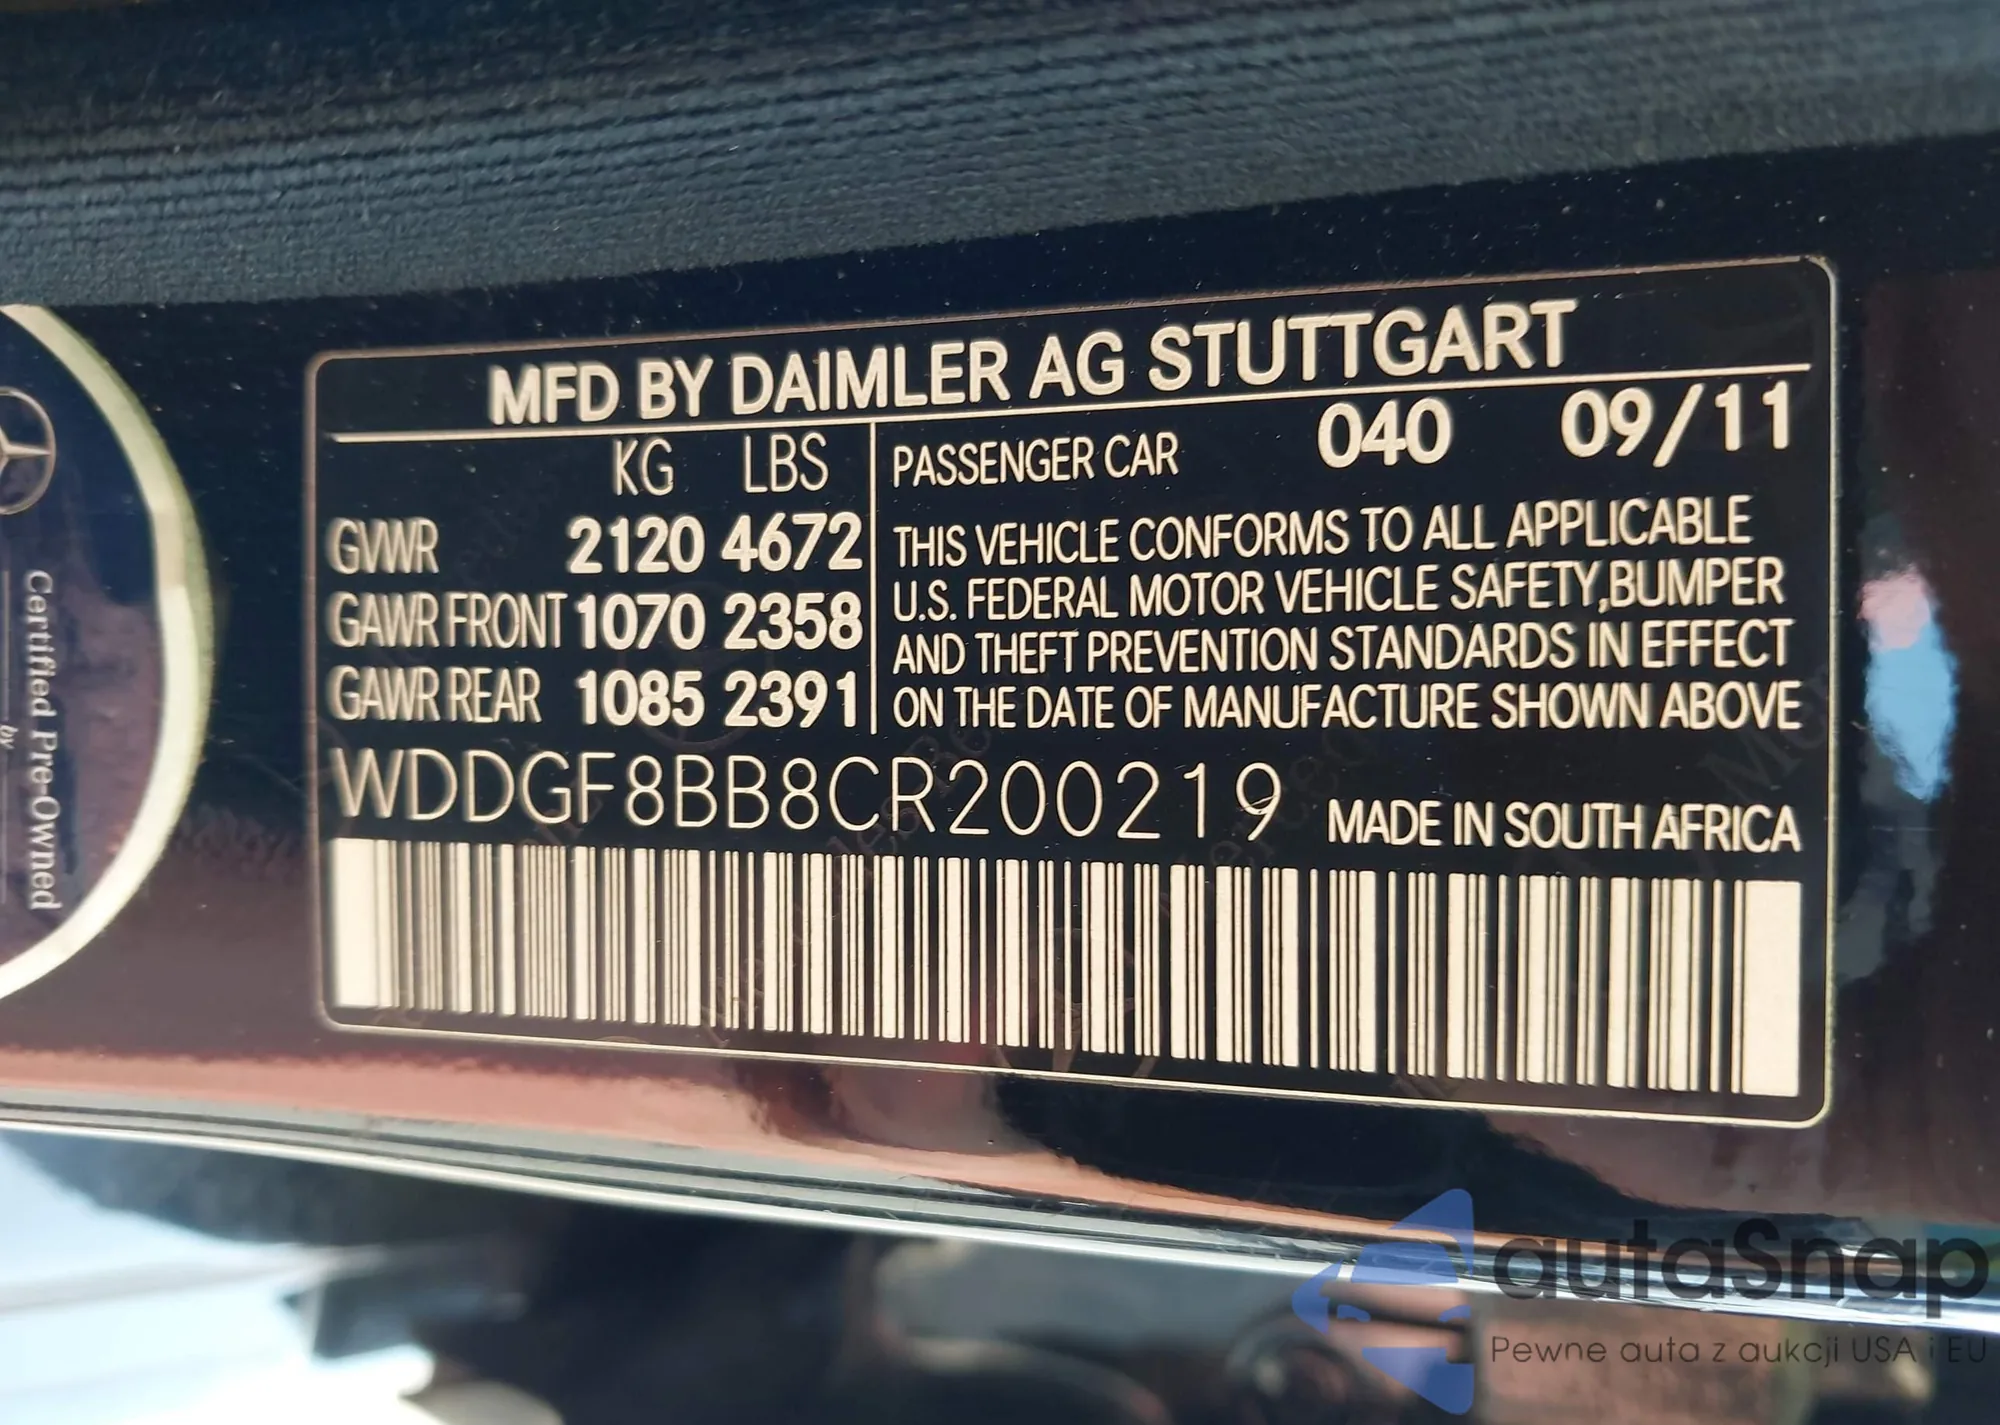 MFD BY DAIMLER AG STUTTGART
KG LBS
GVWR 2120 4672
GAWR FRONT 1070 2358
GAWR REAR 1085 2391
PASSENGER CAR 040 09/11
THIS VEHICLE CONFORMS TO ALL APPLICABLE
U.S. FEDERAL MOTOR VEHICLE SAFETY,BUMPER
AND THEFT PREVENTION STANDARDS IN EFFECT
ON THE DATE OF MANUFACTURE SHOWN ABOVE
WDDGF8BB8CR200219 MADE IN SOUTH AFRICA
Certified Pre-Owned
by
autaSnap
Pewne auta z aukcji USA i EU